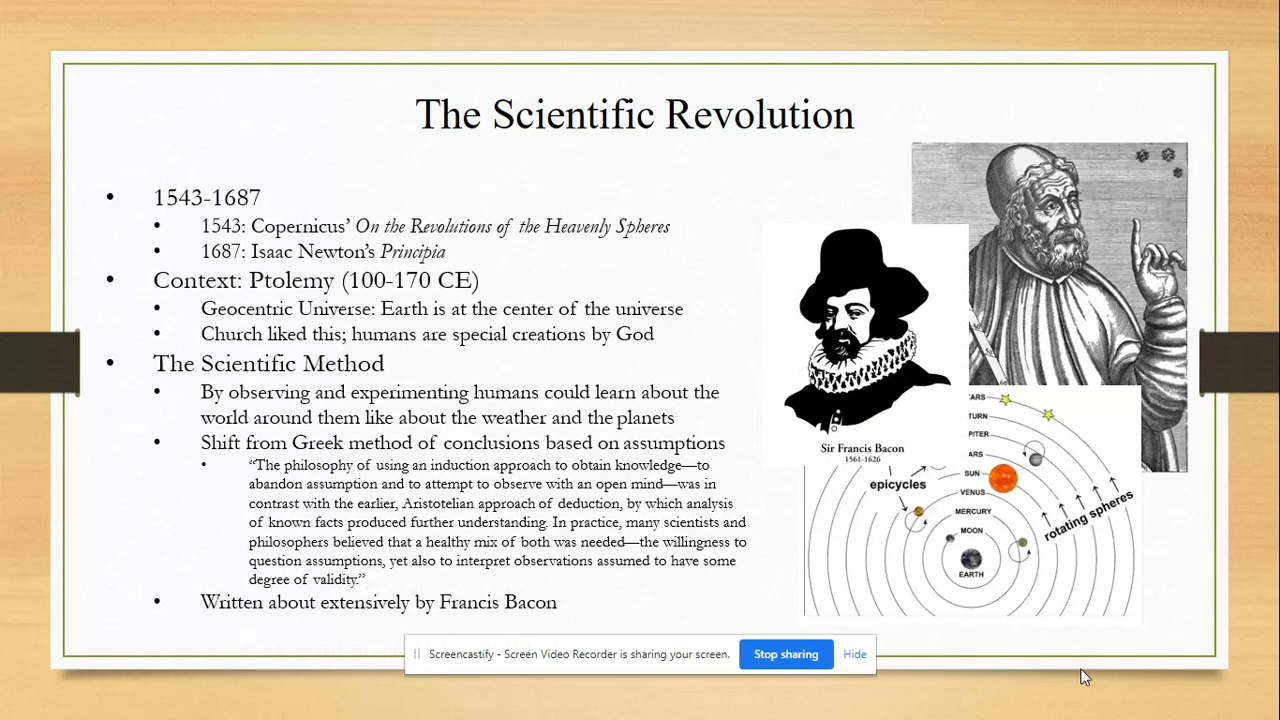 The Scientific Revolution
• 1543-1687
• 1543: Copernicus’ On the Revolutions of the Heavenly Spheres
• 1687: Isaac Newton’s Principia
• Context: Ptolemy (100-170 CE)
• Geocentric Universe: Earth is at the center of the universe
• Church liked this; humans are special creations by God
• The Scientific Method
• By observing and experimenting humans could learn about the
world around them like about the weather and the planets
• Shift from Greek method of conclusions based on assumptions
• “The philosophy of using an induction approach to obtain knowledge—to
abandon assumption and to attempt to observe with an open mind—was in
contrast with the earlier, Aristotelian approach of deduction, by which analysis
of known facts produced further understanding. In practice, many scientists and
philosophers believed that a healthy mix of both was needed—the willingness to
question assumptions, yet also to interpret observations assumed to have some
degree of validity.”
• Written about extensively by Francis Bacon
Sir Francis Bacon
1561-1626
ARS
TURN
PITER
ARS
SUN
VENUS
MERCURY
MOON
EARTH
epicycles
rotating spheres
Screencastify - Screen Video Recorder is sharing your screen.
Stop sharing
Hide